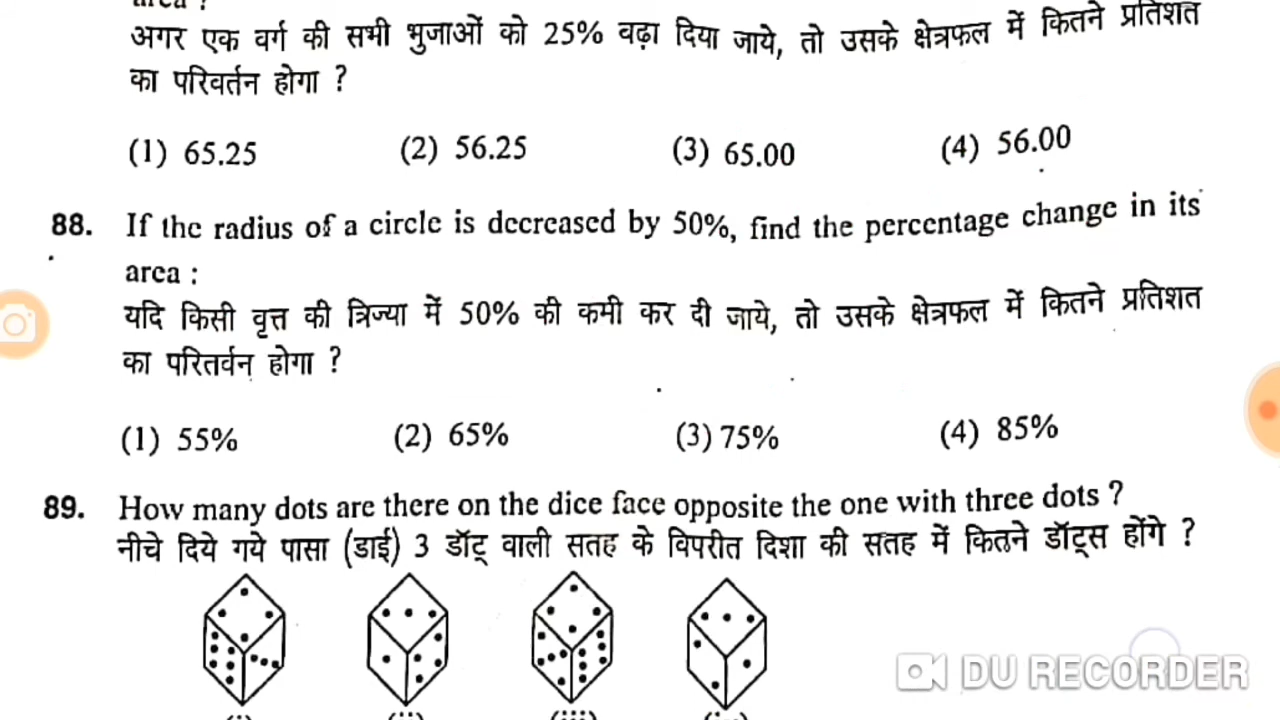 area :
अगर एक वर्ग की सभी भुजाओं को 25% बढ़ा दिया जाये, तो उसके क्षेत्रफल में कितने प्रतिशत
का परिवर्तन होगा ?
(1) 65.25 (2) 56.25 (3) 65.00 (4) 56.00
88. If the radius of a circle is decreased by 50%, find the percentage change in its
area :
यदि किसी वृत्त की त्रिज्या में 50% की कमी कर दी जाये, तो उसके क्षेत्रफल में कितने प्रतिशत
का परितर्वन होगा ?
(1) 55% (2) 65% (3) 75% (4) 85%
89. How many dots are there on the dice face opposite the one with three dots ?
नीचे दिये गये पासा (डाई) 3 डॉट् वाली सतह के विपरीत दिशा की सतह में कितने डॉट्स होंगे ?
(i) (ii) (iii) (iv)
DU RECORDER